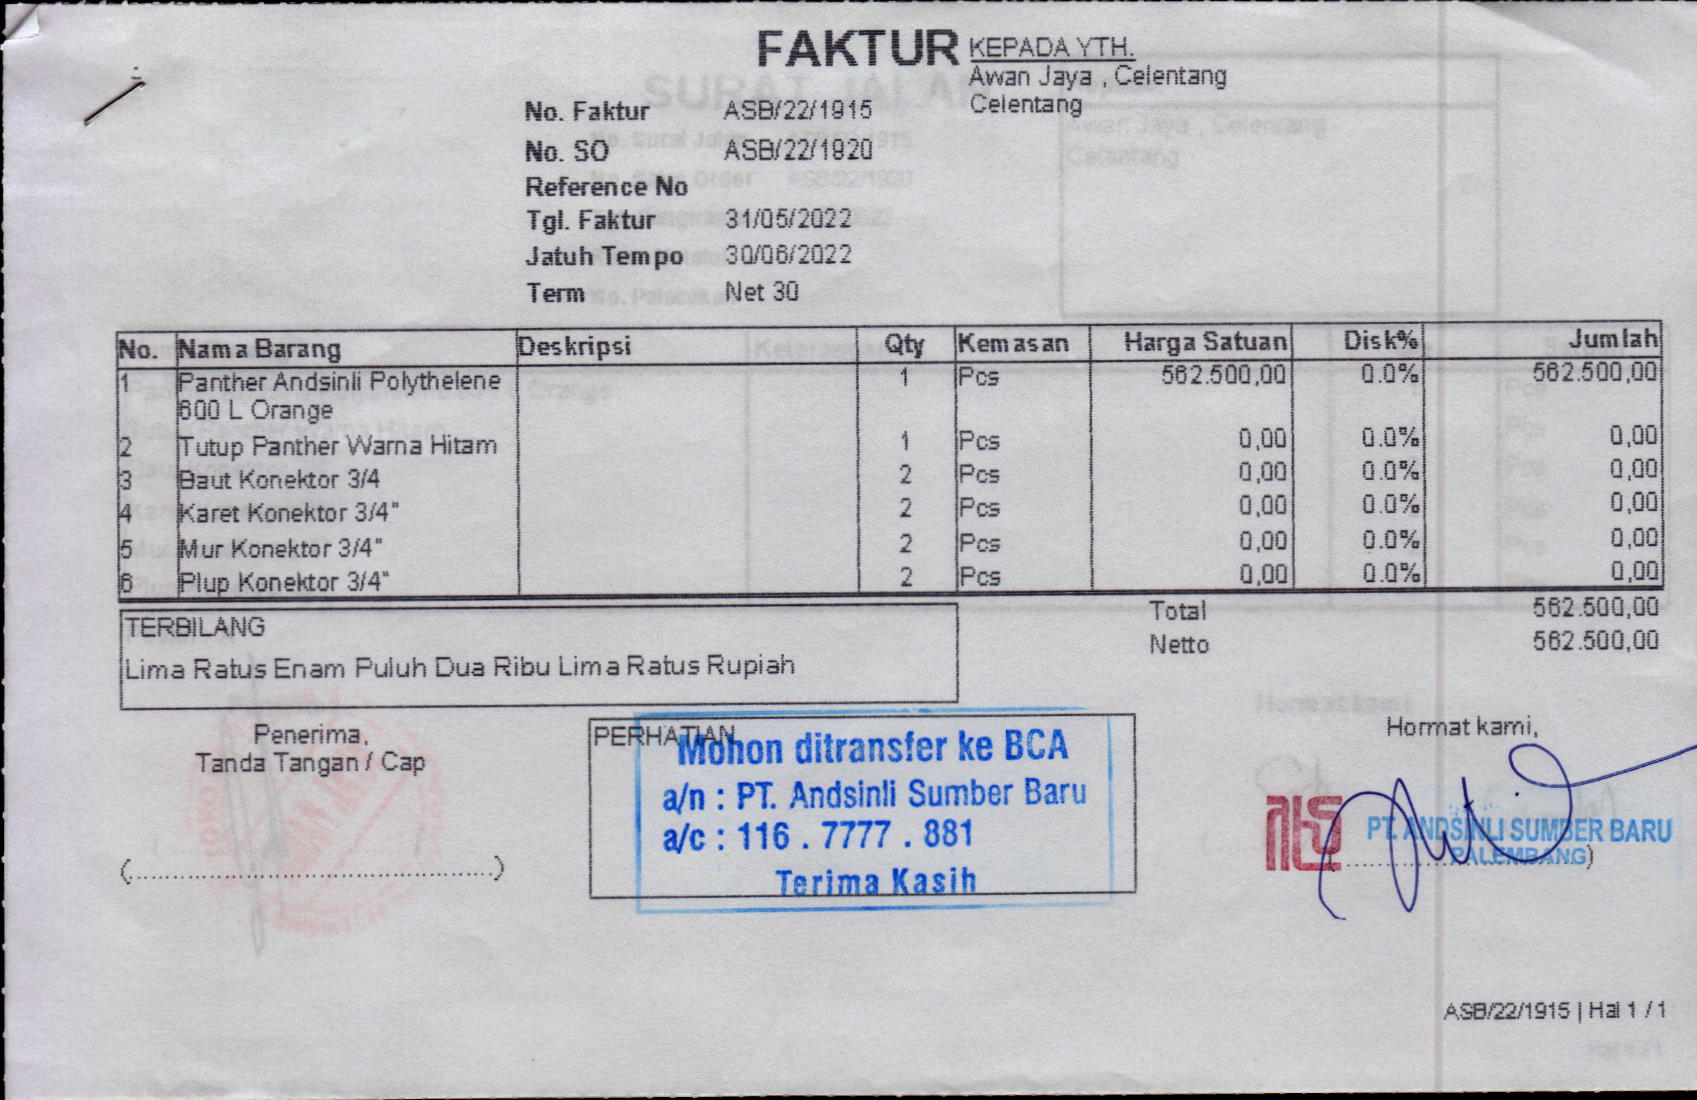 FAKTUR
KEPADA YTH.
Awan Jaya , Celentang
Celentang
No. Faktur ASB/22/1915
No. SO ASB/22/1920
Reference No
Tgl. Faktur 31/05/2022
Jatuh Tempo 30/06/2022
Term Net 30
No. Nama Barang Deskripsi Qty Kemasan Harga Satuan Disk% Jumlah
1 Panther Andsinli Polythelene 1 Pcs 562.500,00 0.0% 562.500,00
600 L Orange
2 Tutup Panther Warna Hitam 1 Pcs 0,00 0.0% 0,00
3 Baut Konektor 3/4 2 Pcs 0,00 0.0% 0,00
4 Karet Konektor 3/4" 2 Pcs 0,00 0.0% 0,00
5 Mur Konektor 3/4" 2 Pcs 0,00 0.0% 0,00
6 Plup Konektor 3/4" 2 Pcs 0,00 0.0% 0,00
Total 562.500,00
Netto 562.500,00
TERBILANG
Lima Ratus Enam Puluh Dua Ribu Lima Ratus Rupiah
Penerima,
Tanda Tangan / Cap
(..................................................)
PERHATIAN
Mohon ditransfer ke BCA
a/n : PT. Andsinli Sumber Baru
a/c : 116 . 7777 . 881
Terima Kasih
Hormat kami,
PT. ANDSINLI SUMBER BARU
PALEMBANG
ASB/22/1915 | Hal 1 / 1